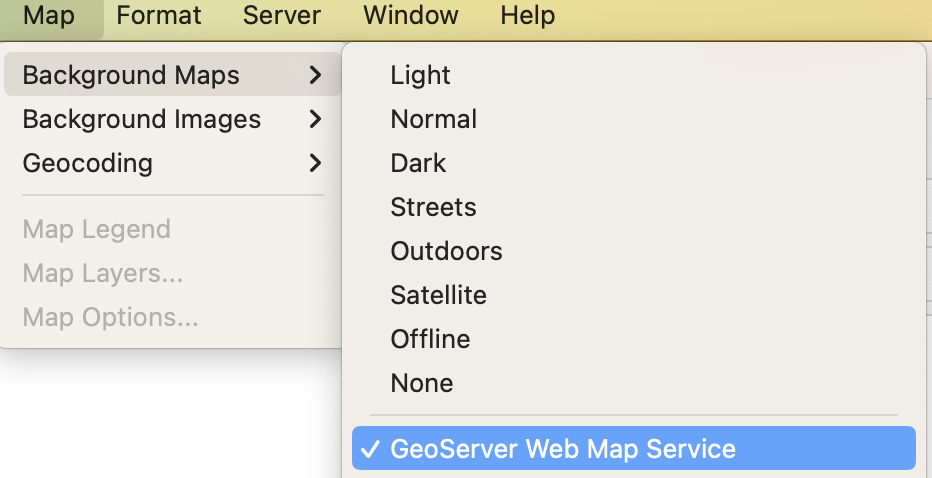 Map Format Server Window Help
Background Maps
Background Images
Geocoding
Map Legend
Map Layers...
Map Options...
Light
Normal
Dark
Streets
Outdoors
Satellite
Offline
None
✓ GeoServer Web Map Service